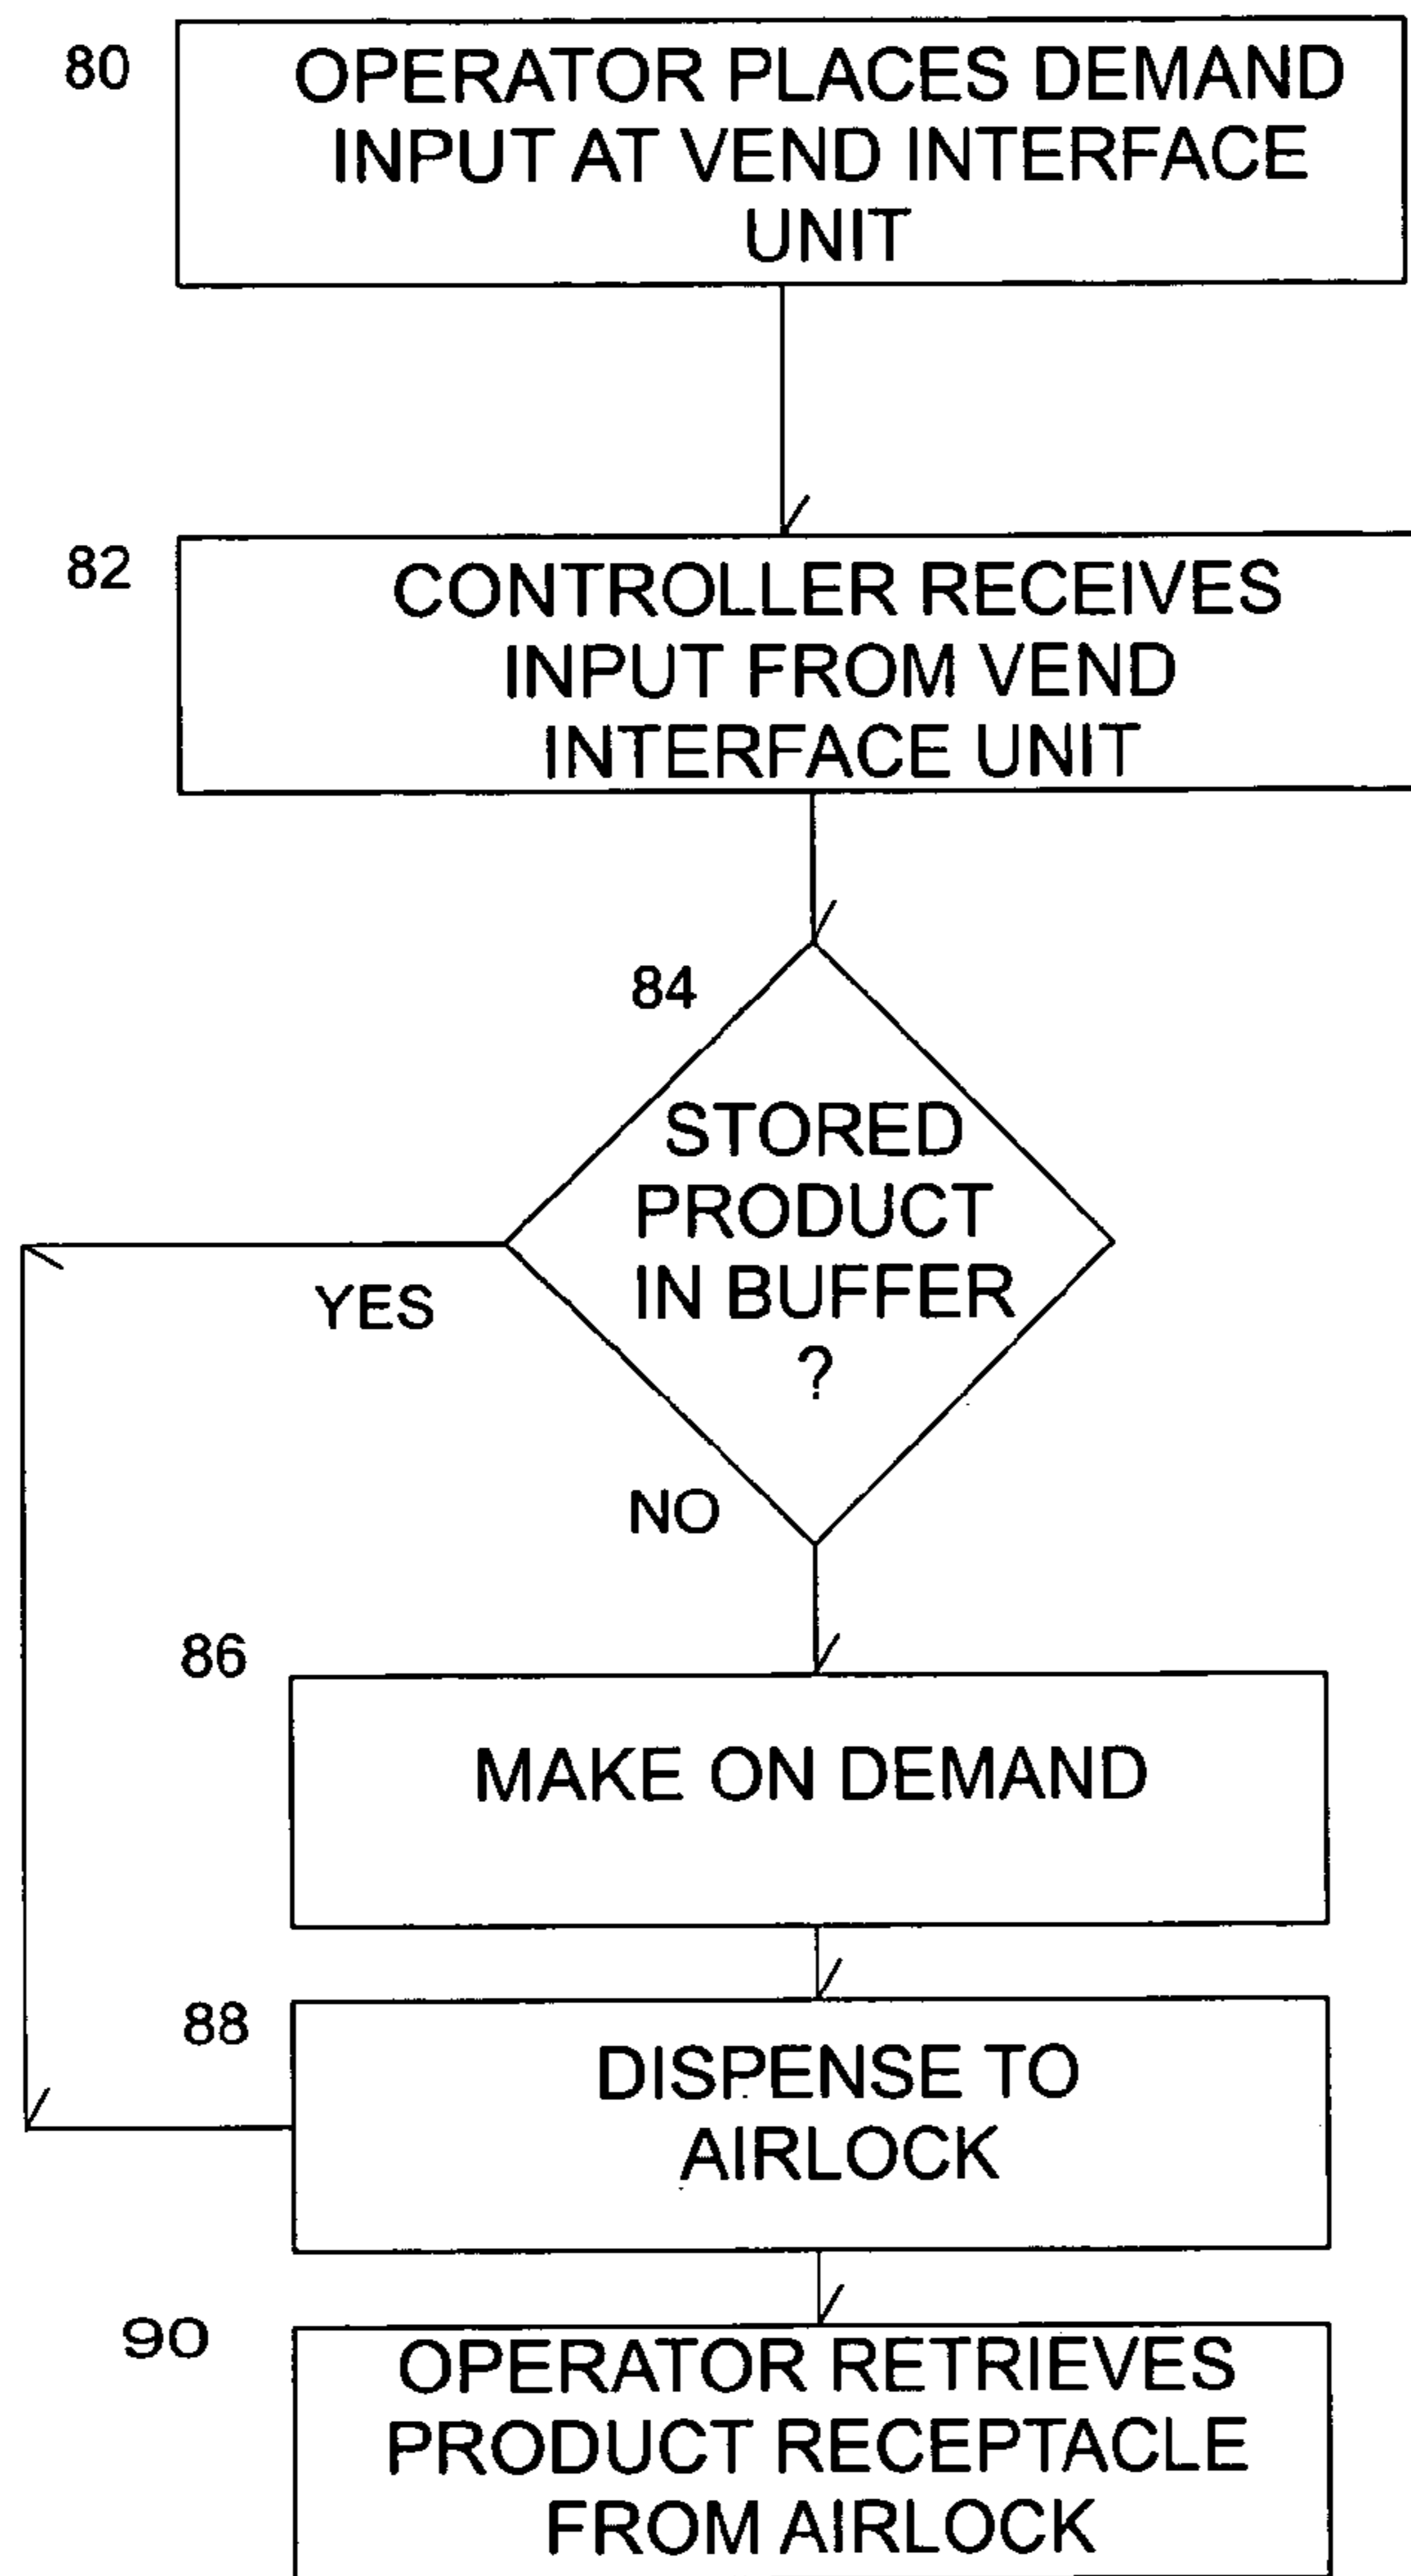 80
OPERATOR PLACES DEMAND
INPUT AT VEND INTERFACE
UNIT
82
CONTROLLER RECEIVES
INPUT FROM VEND
INTERFACE UNIT
84
STORED
PRODUCT
IN BUFFER
?
YES
NO
86
MAKE ON DEMAND
88
DISPENSE TO
AIRLOCK
90
OPERATOR RETRIEVES
PRODUCT RECEPTACLE
FROM AIRLOCK